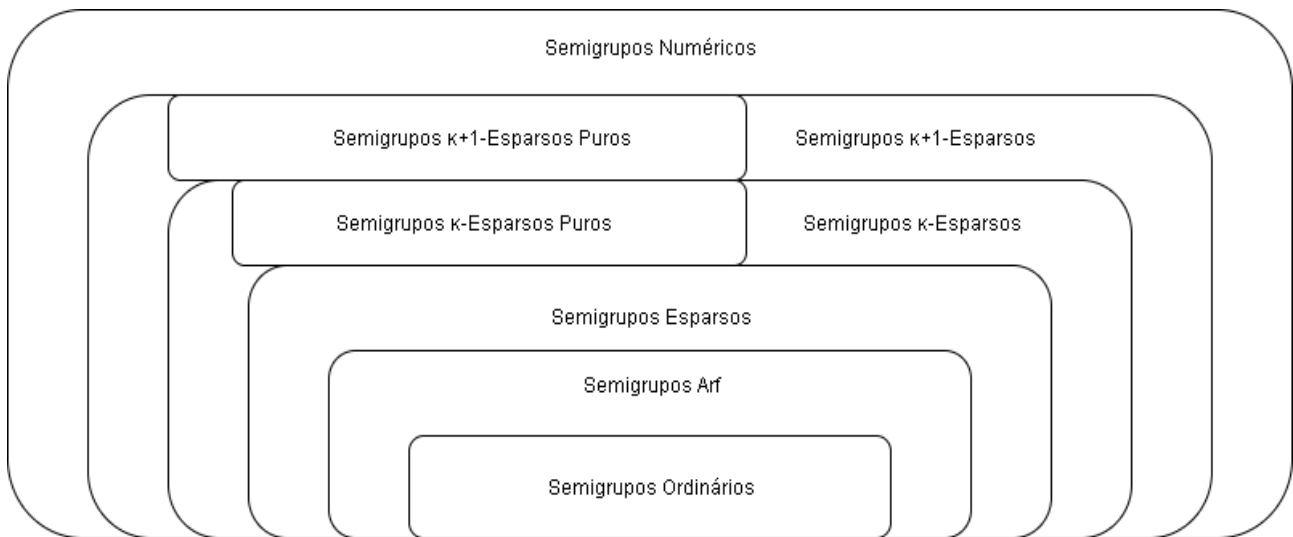 Semigrupos Numéricos
Semigrupos κ+1-Esparsos Puros
Semigrupos κ+1-Esparsos
Semigrupos κ-Esparsos Puros
Semigrupos κ-Esparsos
Semigrupos Esparsos
Semigrupos Arf
Semigrupos Ordinários